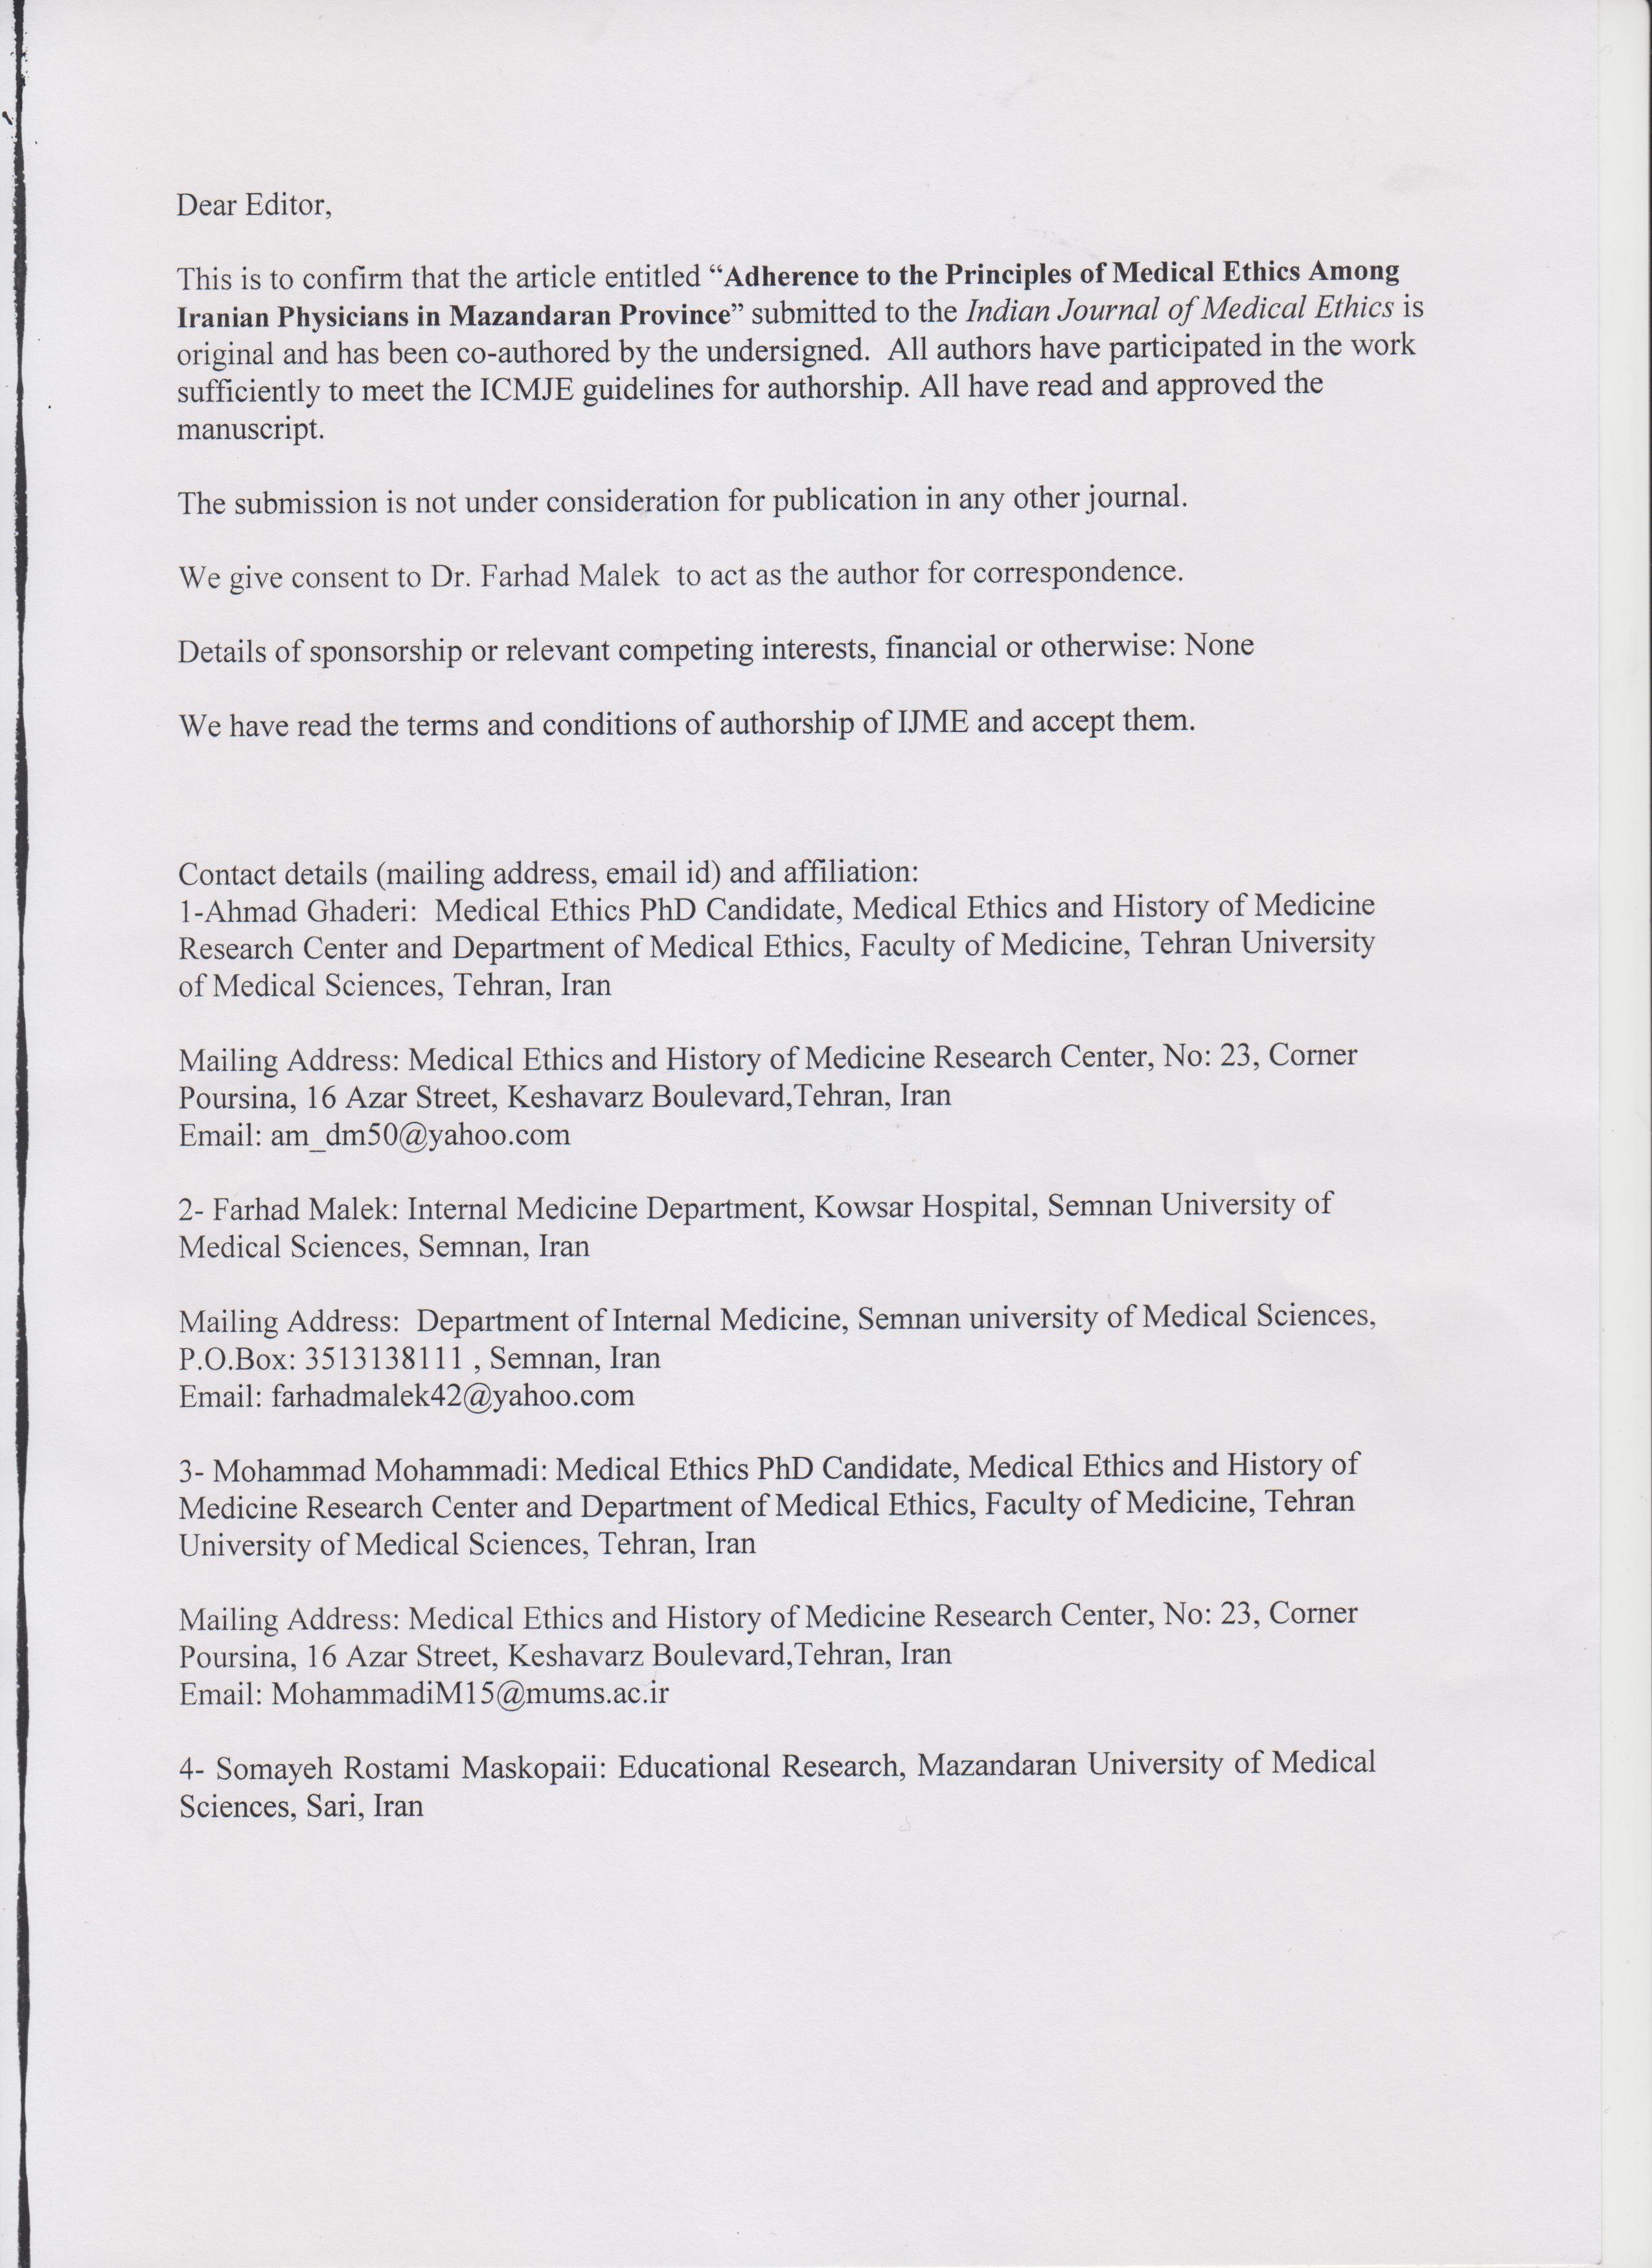 Dear Editor,
This is to confirm that the article entitled “Adherence to the Principles of Medical Ethics Among
Iranian Physicians in Mazandaran Province” submitted to the Indian Journal of Medical Ethics is
original and has been co-authored by the undersigned.  All authors have participated in the work
sufficiently to meet the ICMJE guidelines for authorship. All have read and approved the
manuscript.
The submission is not under consideration for publication in any other journal.
We give consent to Dr. Farhad Malek  to act as the author for correspondence.
Details of sponsorship or relevant competing interests, financial or otherwise: None
We have read the terms and conditions of authorship of IJME and accept them.
Contact details (mailing address, email id) and affiliation:
1-Ahmad Ghaderi:  Medical Ethics PhD Candidate, Medical Ethics and History of Medicine
Research Center and Department of Medical Ethics, Faculty of Medicine, Tehran University
of Medical Sciences, Tehran, Iran
Mailing Address: Medical Ethics and History of Medicine Research Center, No: 23, Corner
Poursina, 16 Azar Street, Keshavarz Boulevard,Tehran, Iran
Email: am_dm50@yahoo.com
2- Farhad Malek: Internal Medicine Department, Kowsar Hospital, Semnan University of
Medical Sciences, Semnan, Iran
Mailing Address:  Department of Internal Medicine, Semnan university of Medical Sciences,
P.O.Box: 3513138111 , Semnan, Iran
Email: farhadmalek42@yahoo.com
3- Mohammad Mohammadi: Medical Ethics PhD Candidate, Medical Ethics and History of
Medicine Research Center and Department of Medical Ethics, Faculty of Medicine, Tehran
University of Medical Sciences, Tehran, Iran
Mailing Address: Medical Ethics and History of Medicine Research Center, No: 23, Corner
Poursina, 16 Azar Street, Keshavarz Boulevard,Tehran, Iran
Email: MohammadiM15@mums.ac.ir
4- Somayeh Rostami Maskopaii: Educational Research, Mazandaran University of Medical
Sciences, Sari, Iran